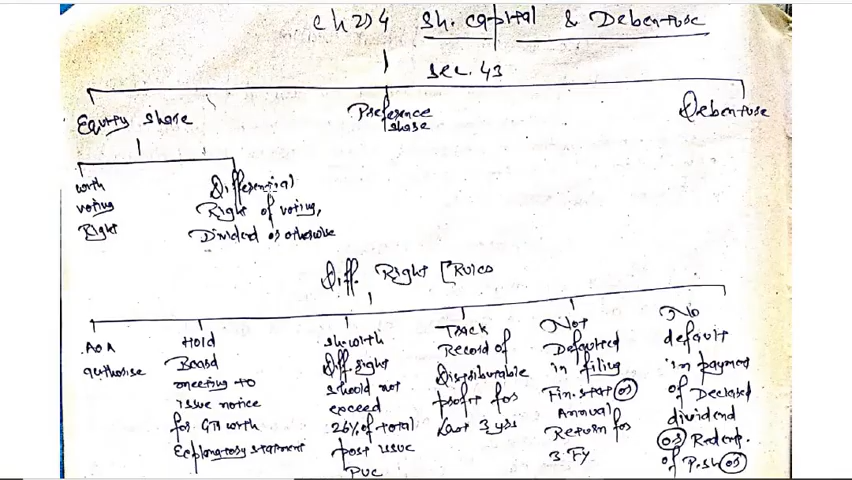 ch 4 Sh. capital & Debenture
Sec. 43
Equity share
Preference
share
Debenture
with
voting
Right
Differential
Right of voting,
Dividend or otherwise
Diff. Right [Rules
AoA
authorise
Hold
Board
meeting to
issue notice
for GM with
Explanatory statement
sh. with
Diff. right
should not
exceed
26% of total
post issue
PUC
Track
Record of
Distributable
profit for
Last 3 yrs
Not
Defaulted
in filing
Fin. stat or
Annual
Return for
3 FY
No
default
in payment
of Declared
dividend
or Redemp.
of P.sh or